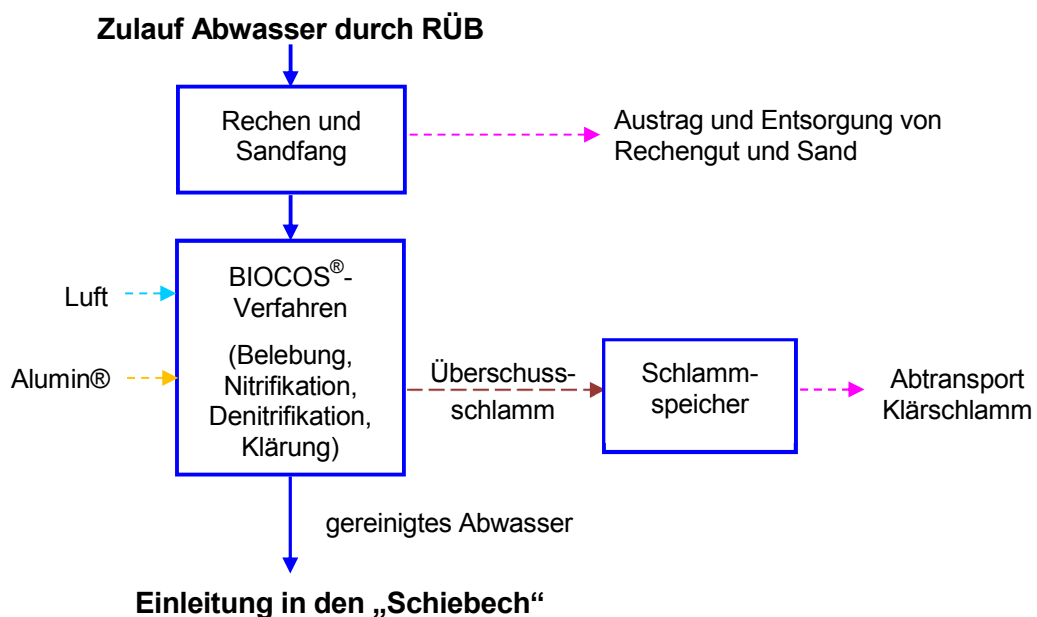 Zulauf Abwasser durch RÜB
Rechen und
Sandfang
Austrag und Entsorgung von
Rechengut und Sand
Luft
Alumin®
BIOCOS®-
Verfahren
(Belebung,
Nitrifikation,
Denitrifikation,
Klärung)
Überschuss-
schlamm
Schlamm-
speicher
Abtransport
Klärschlamm
gereinigtes Abwasser
Einleitung in den „Schiebech“